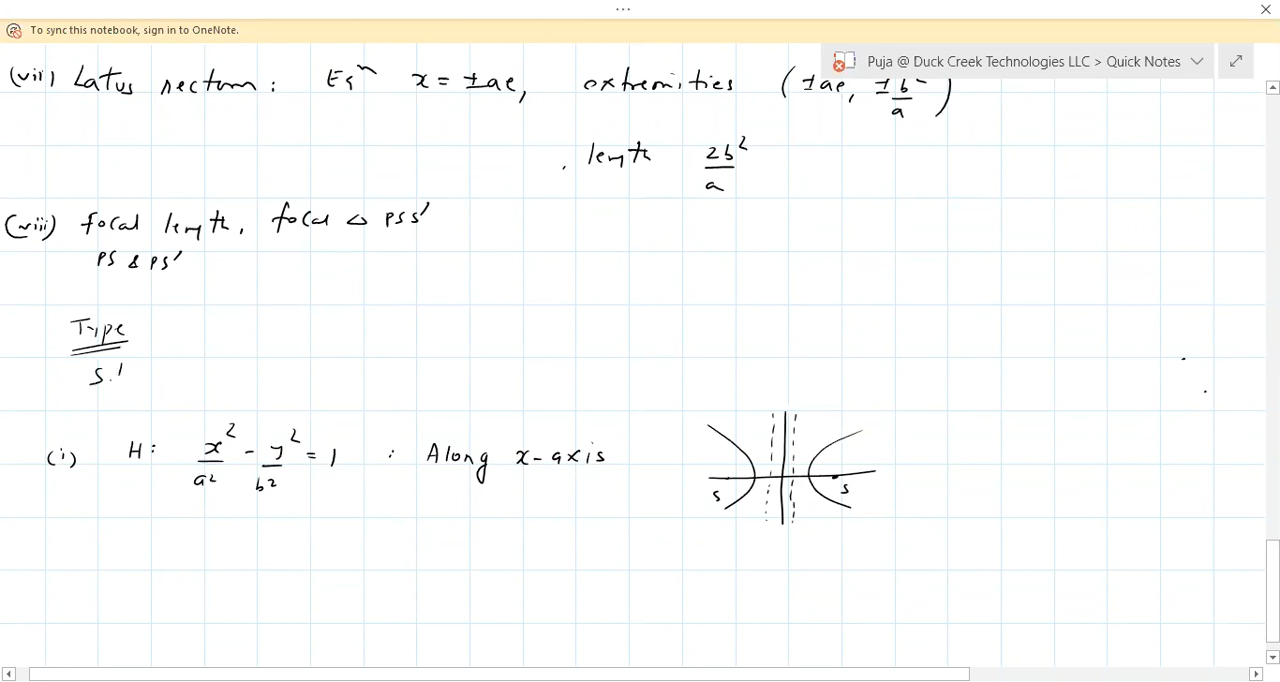 ...
To sync this notebook, sign in to OneNote.
Puja @ Duck Creek Technologies LLC > Quick Notes
(vii) Latus rectum : Eqⁿ x = ±ae, extremities (±ae, ±b²/a)
. length 2b²/a
(viii) focal length, focal △ PSS'
PS & PS'
Type
S.'
(i) H: x²/a² - y²/b² = 1 : Along x-axis
S S